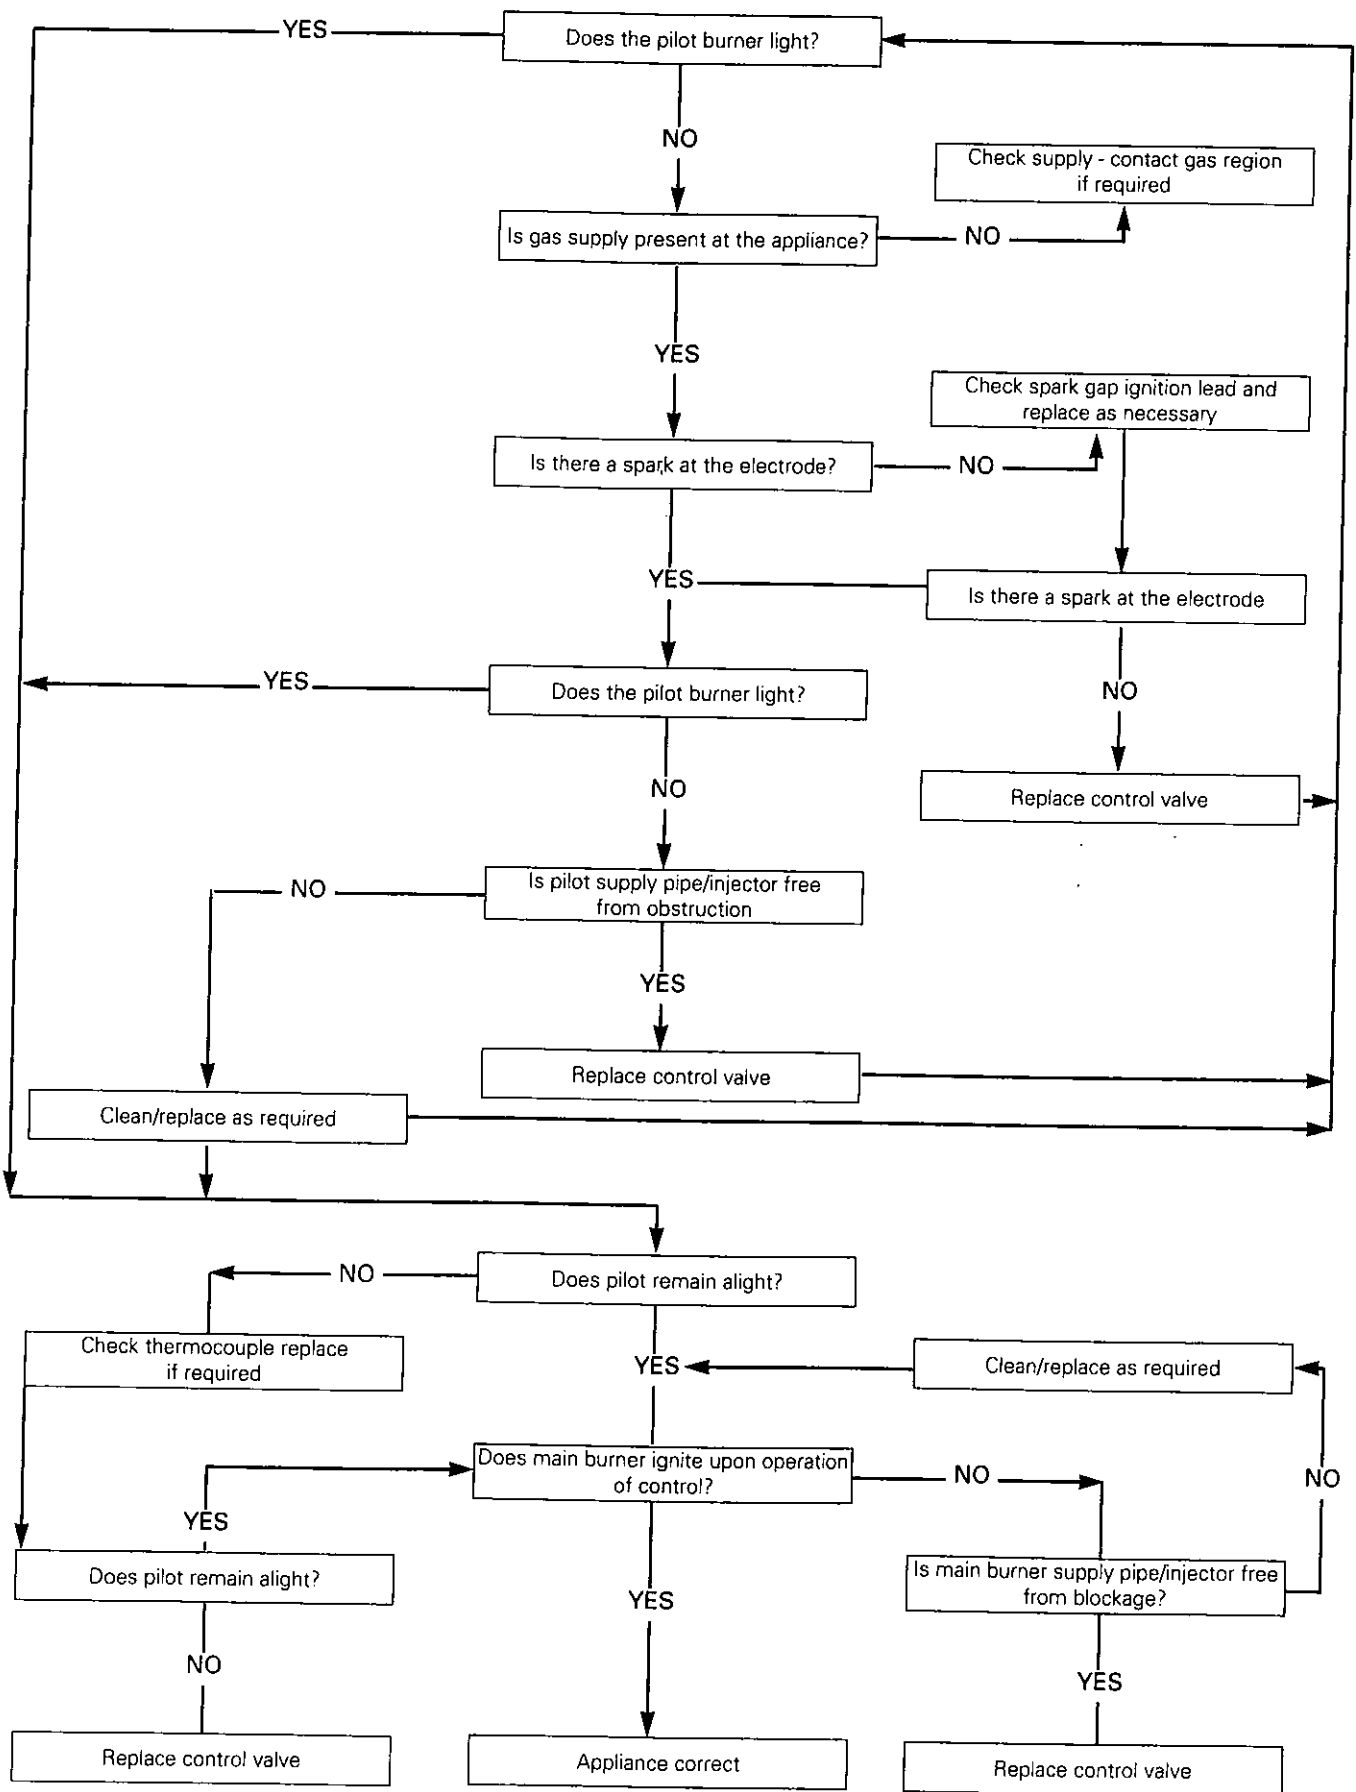 YES
Does the pilot burner light?
NO
Check supply - contact gas region
if required
Is gas supply present at the appliance?
NO
YES
Check spark gap ignition lead and
replace as necessary
Is there a spark at the electrode?
NO
YES
Is there a spark at the electrode
YES
Does the pilot burner light?
NO
NO
Replace control valve
NO
Is pilot supply pipe/injector free
from obstruction
YES
Replace control valve
Clean/replace as required
NO
Does pilot remain alight?
Check thermocouple replace
if required
YES
Clean/replace as required
Does main burner ignite upon operation
of control?
NO
NO
YES
Does pilot remain alight?
YES
Is main burner supply pipe/injector free
from blockage?
NO
YES
Replace control valve
Appliance correct
Replace control valve